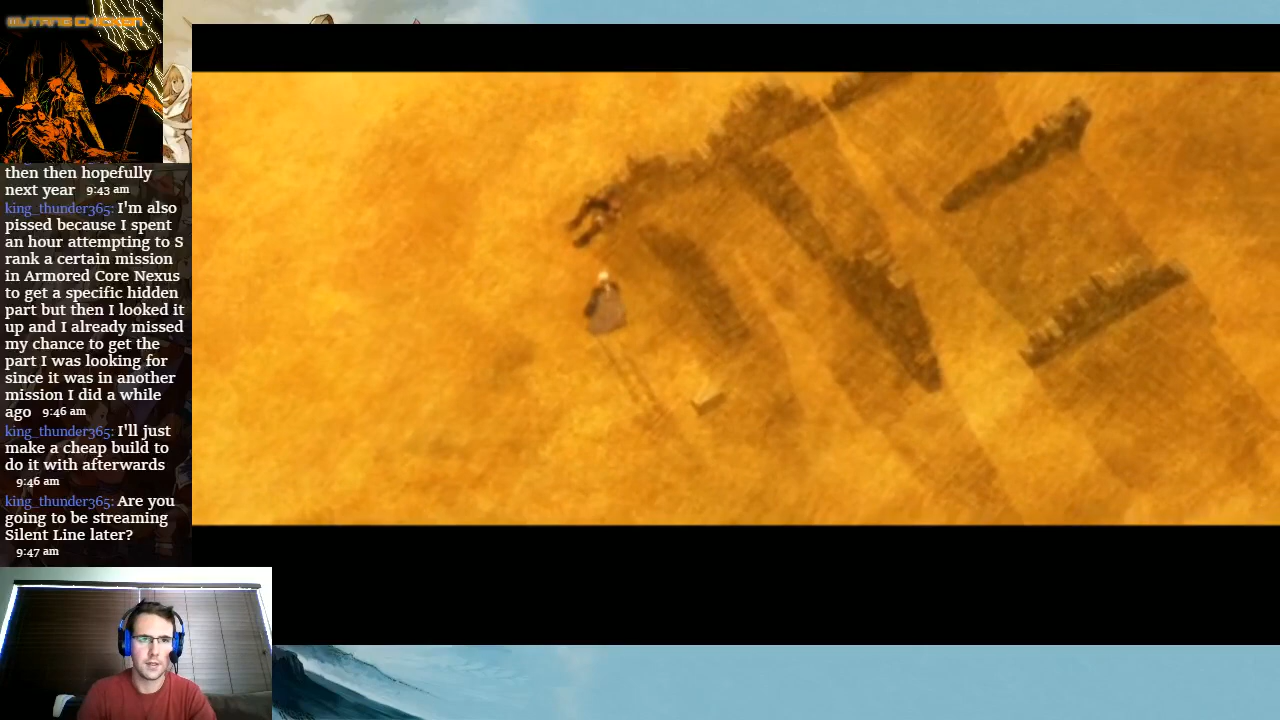 WUTANG CHICKEN
then then hopefully
next year 9:43 am
king_thunder365: I'm also
pissed because I spent
an hour attempting to S
rank a certain mission
in Armored Core Nexus
to get a specific hidden
part but then I looked it
up and I already missed
my chance to get the
part I was looking for
since it was in another
mission I did a while
ago 9:46 am
king_thunder365: I'll just
make a cheap build to
do it with afterwards
9:46 am
king_thunder365: Are you
going to be streaming
Silent Line later?
9:47 am